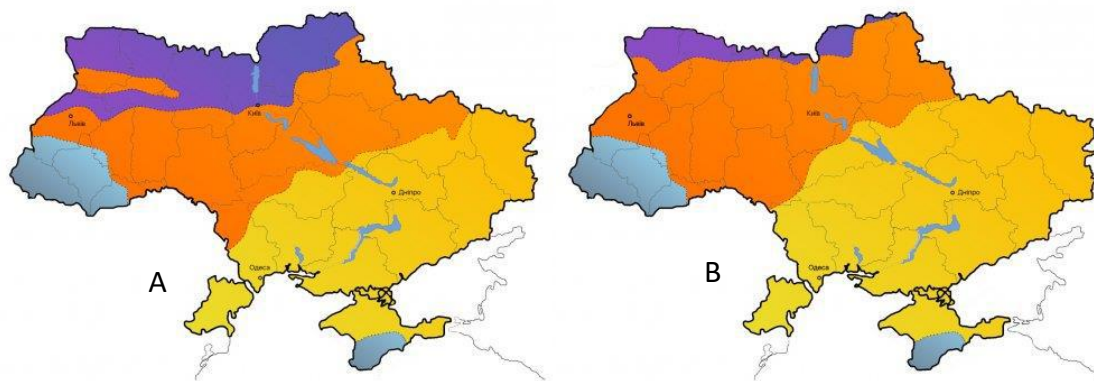 Київ
Львів
Дніпро
Одеса
A
Київ
Львів
Дніпро
Одеса
B